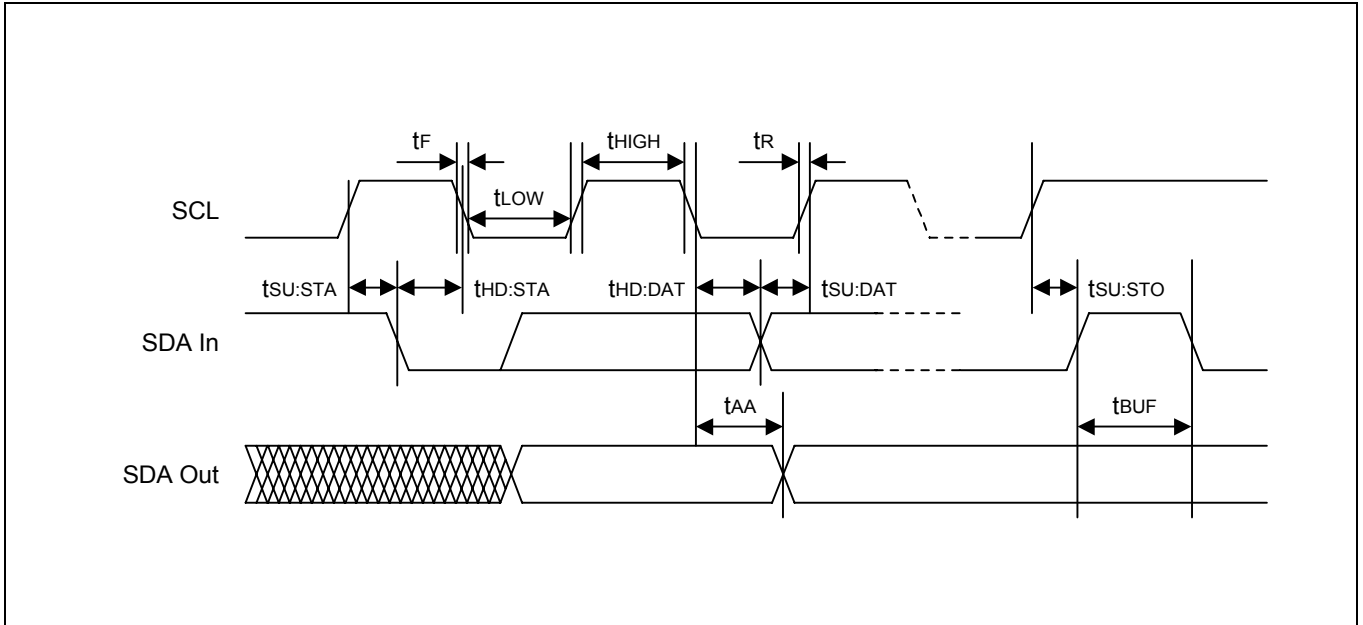 tF
tHIGH
tR
SCL
tLOW
tSU:STA
tHD:STA
tHD:DAT
tSU:DAT
tSU:STO
SDA In
tAA
tBUF
SDA Out